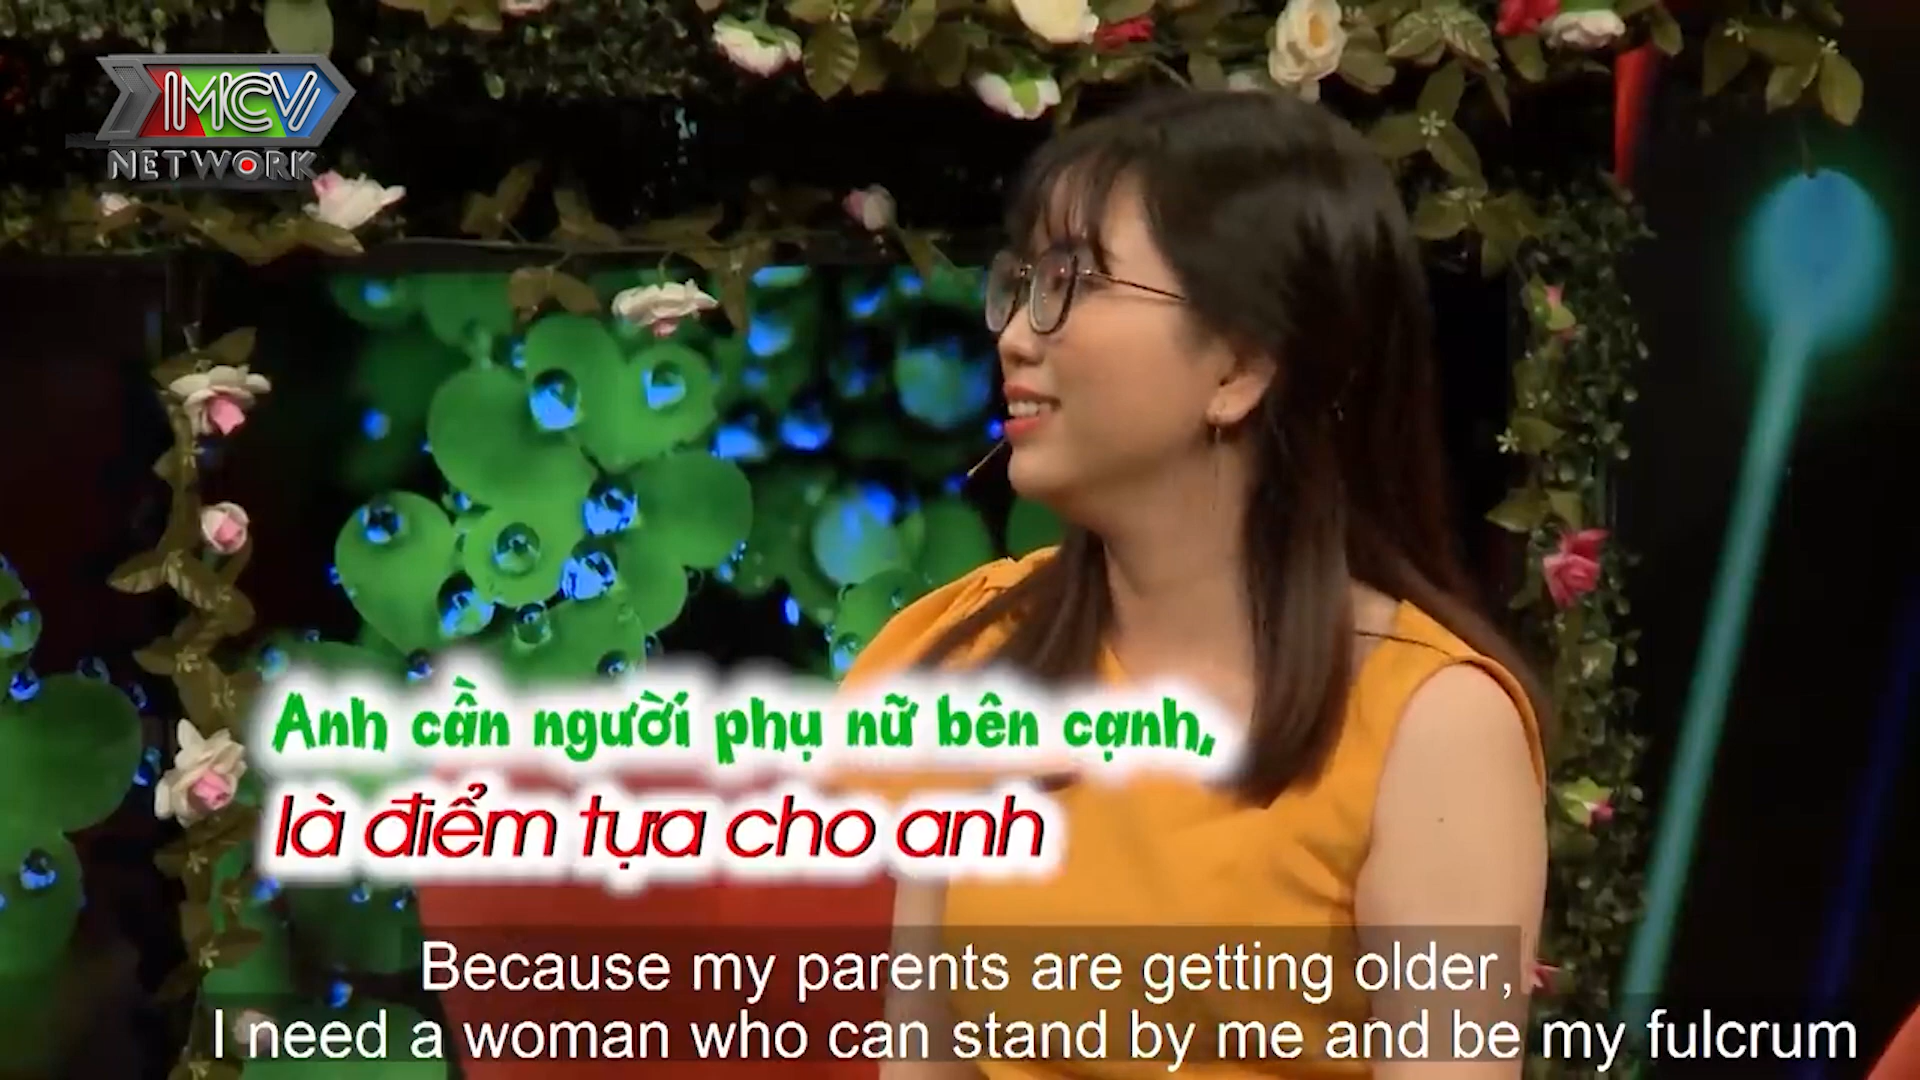 MCV
NETWORK
Anh cần người phụ nữ bên cạnh,
là điểm tựa cho anh
Because my parents are getting older,
I need a woman who can stand by me and be my fulcrum